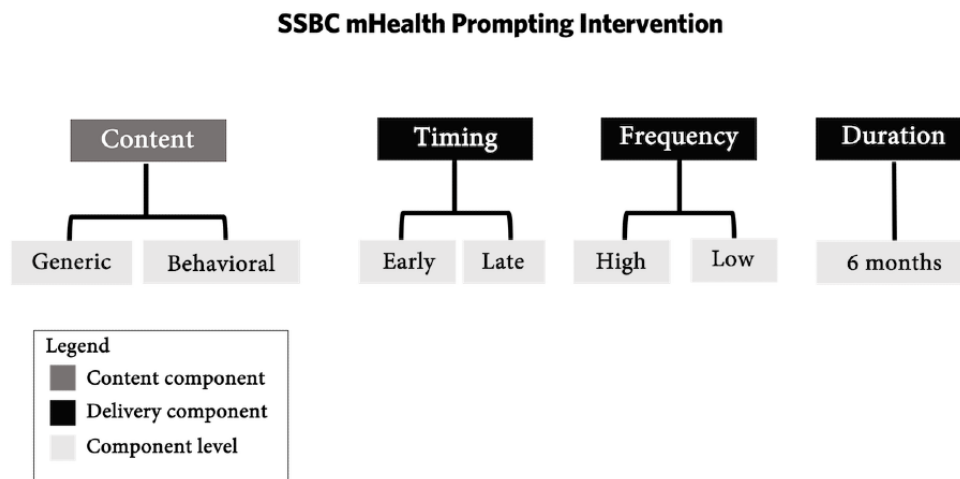 SSBC mHealth Prompting Intervention
Content
Timing
Frequency
Duration
Generic
Behavioral
Early
Late
High
Low
6 months
Legend
Content component
Delivery component
Component level